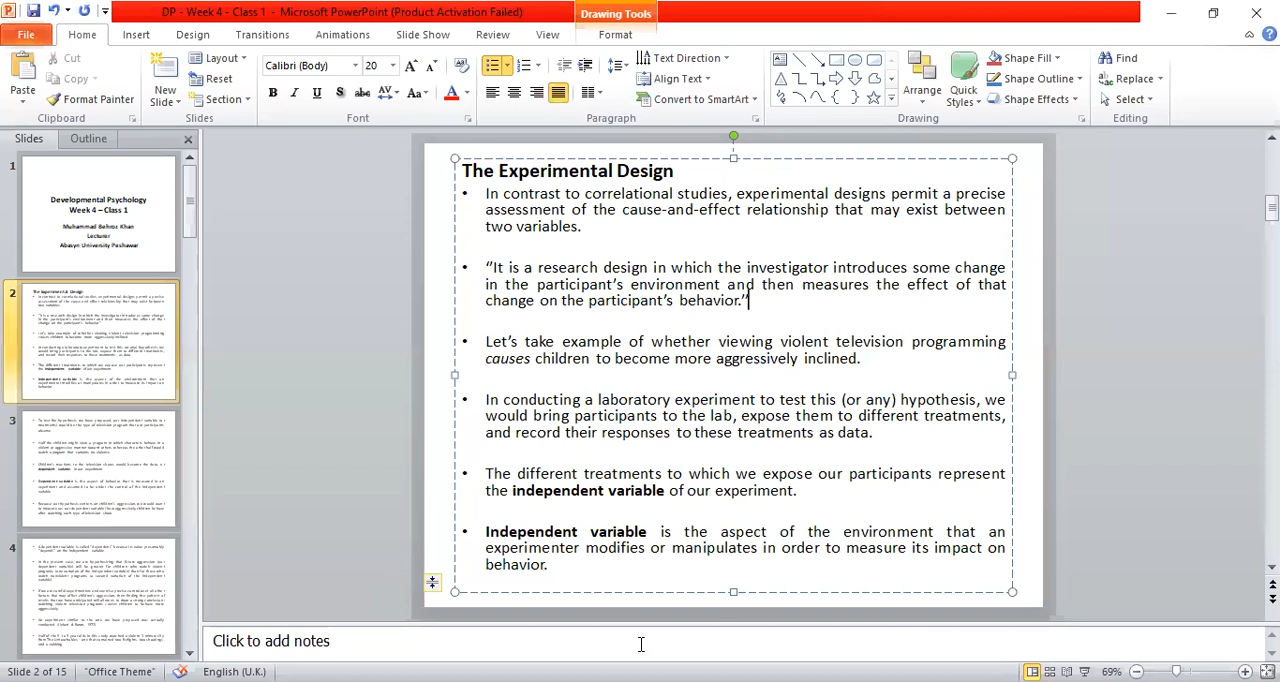 DP - Week 4 - Class 1 - Microsoft PowerPoint (Product Activation Failed)
Drawing Tools
File Home Insert Design Transitions Animations Slide Show Review View Format
Paste
Cut
Copy
Format Painter
Clipboard
New Slide
Layout
Reset
Section
Slides
Calibri (Body) 20
B I U S abc AV Aa A
Font
Text Direction
Align Text
Convert to SmartArt
Paragraph
Arrange
Quick Styles
Shape Fill
Shape Outline
Shape Effects
Drawing
Find
Replace
Select
Editing
Slides Outline
1
Developmental Psychology
Week 4 – Class 1
Muhammad Behroz Khan
Lecturer
Abasyn University Peshawar
2
3
4
The Experimental Design
• In contrast to correlational studies, experimental designs permit a precise
assessment of the cause-and-effect relationship that may exist between
two variables.
• “It is a research design in which the investigator introduces some change
in the participant’s environment and then measures the effect of that
change on the participant’s behavior.”
• Let’s take example of whether viewing violent television programming
causes children to become more aggressively inclined.
• In conducting a laboratory experiment to test this (or any) hypothesis, we
would bring participants to the lab, expose them to different treatments,
and record their responses to these treatments as data.
• The different treatments to which we expose our participants represent
the independent variable of our experiment.
• Independent variable is the aspect of the environment that an
experimenter modifies or manipulates in order to measure its impact on
behavior.
Click to add notes
Slide 2 of 15 "Office Theme" English (U.K.) 69%